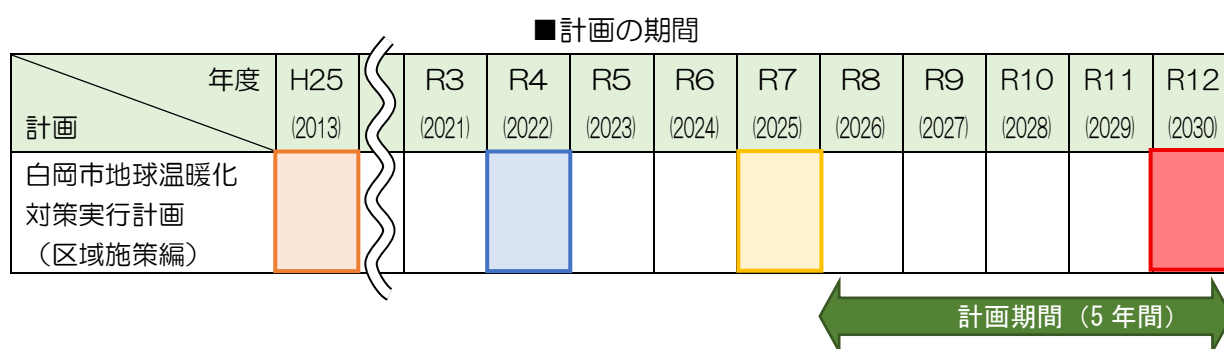 ■計画の期間
年度 H25 R3 R4 R5 R6 R7 R8 R9 R10 R11 R12
計画 (2013) (2021) (2022) (2023) (2024) (2025) (2026) (2027) (2028) (2029) (2030)
白岡市地球温暖化
対策実行計画
（区域施策編）
計画期間（5年間）